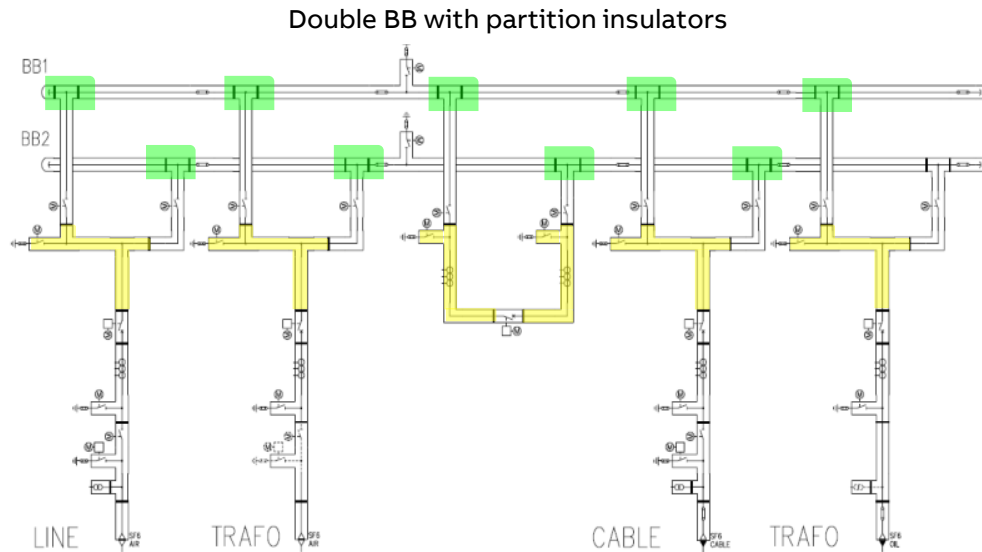 Double BB with partition insulators
BB1
BB2
M
M
M
M
M
M
M
M
M
M
M
M
M
M
LINE
SF6
AIR
TRAFO
SF6
AIR
CABLE
SF6
CABLE
TRAFO
SF6
OIL